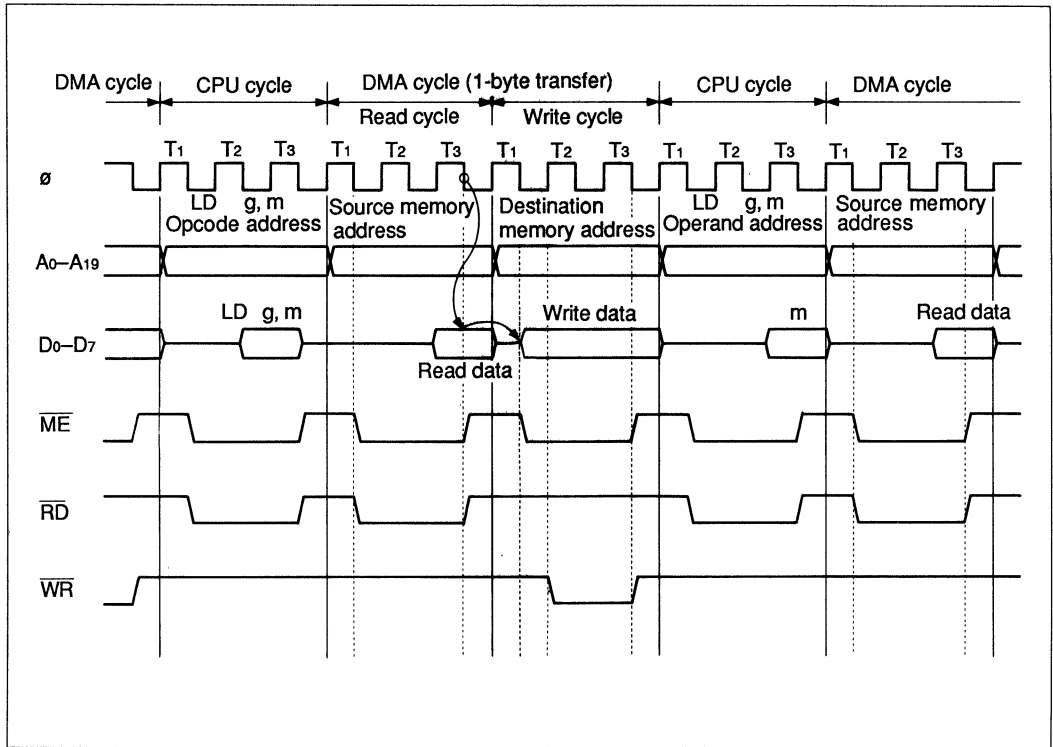 DMA cycle CPU cycle DMA cycle (1-byte transfer) CPU cycle DMA cycle
Read cycle Write cycle
T1 T2 T3 T1 T2 T3 T1 T2 T3 T1 T2 T3 T1 T2 T3
ø
LD g, m Source memory Destination LD g, m Source memory
Opcode address address memory address Operand address address
A0–A19
LD g, m Write data m Read data
D0–D7
Read data
ME
RD
WR